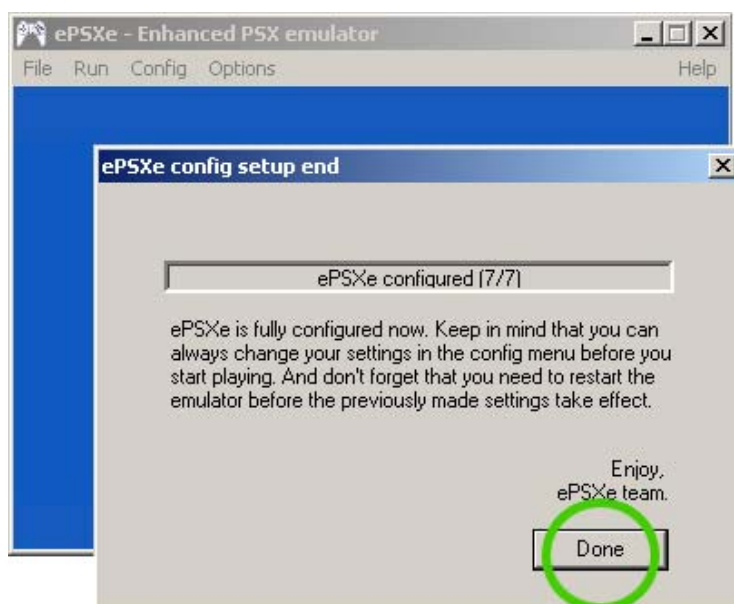 ePSXe - Enhanced PSX emulator
File Run Config Options Help
ePSXe config setup end
ePSXe configured (7/7)
ePSXe is fully configured now. Keep in mind that you can
always change your settings in the config menu before you
start playing. And don't forget that you need to restart the
emulator before the previously made settings take effect.
Enjoy,
ePSXe team.
Done